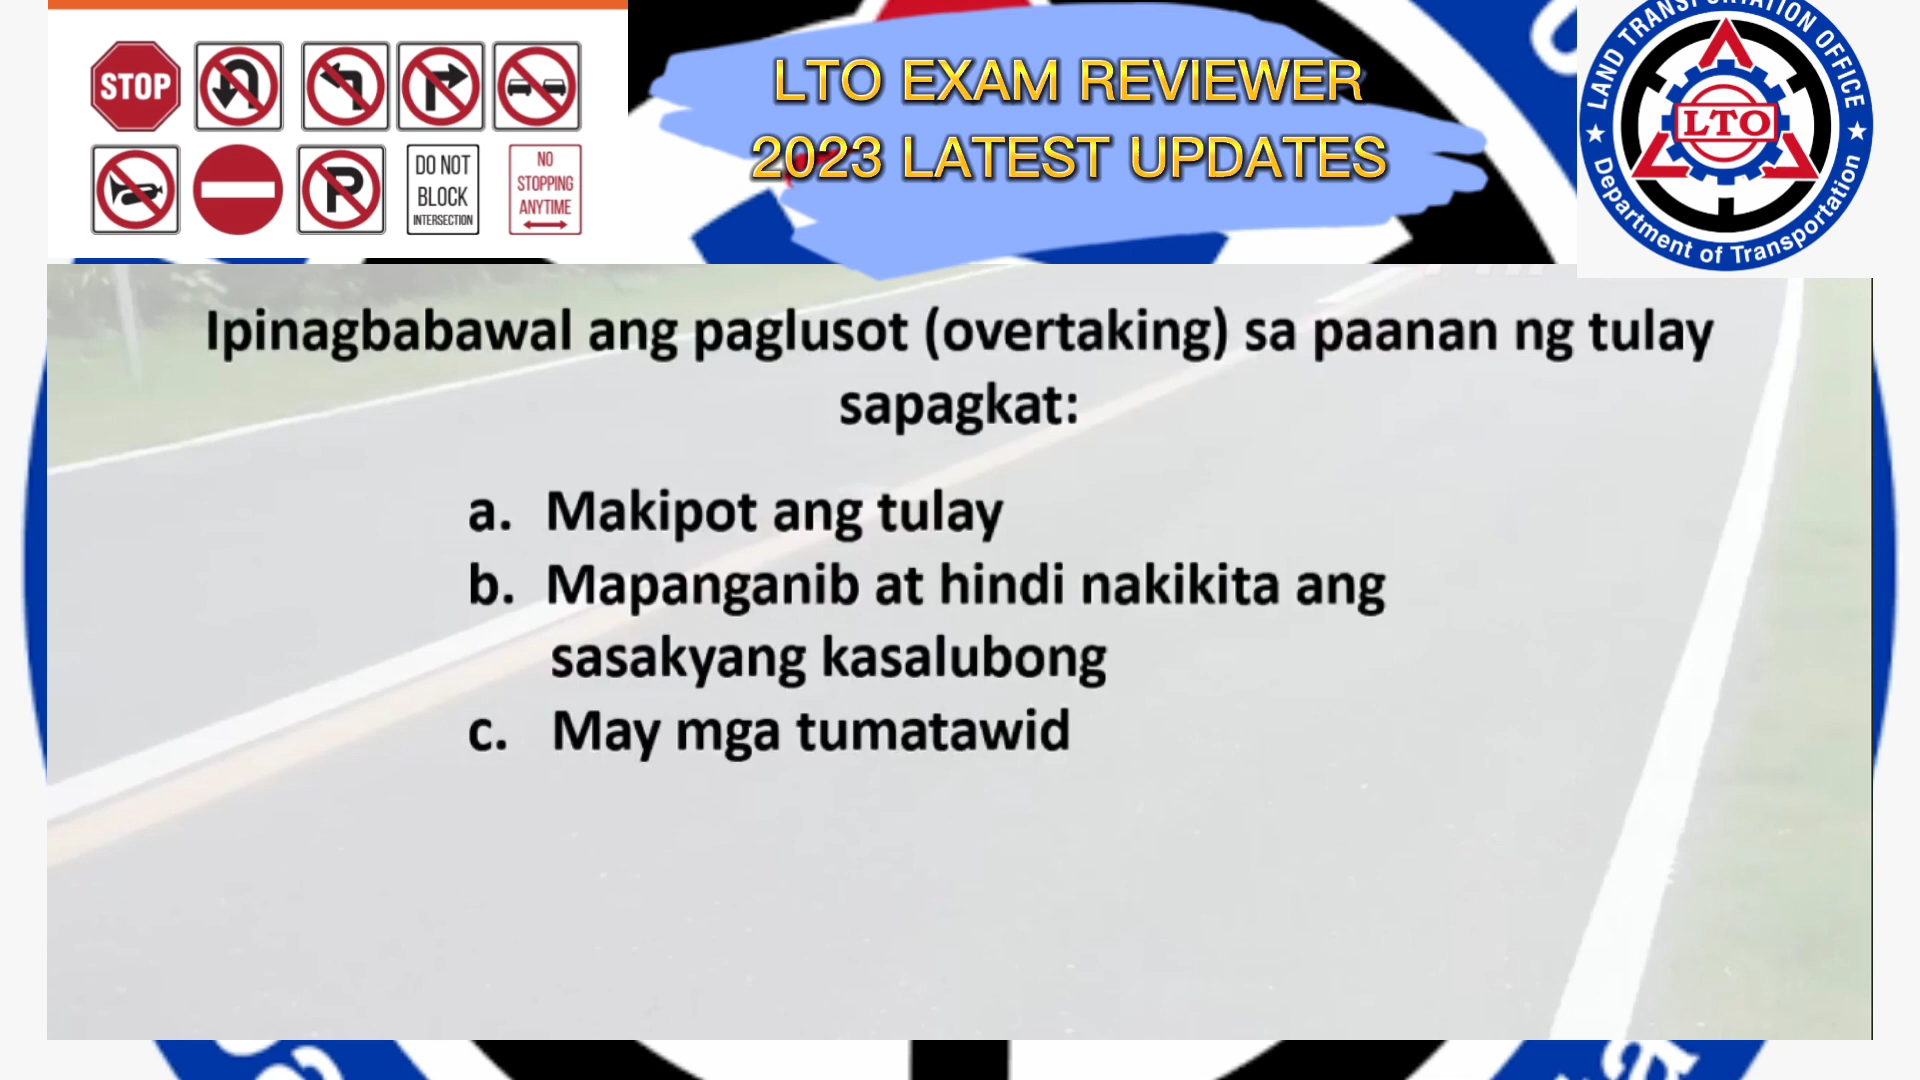 STOP
DO NOT
BLOCK
INTERSECTION
NO
STOPPING
ANYTIME
P
LTO EXAM REVIEWER
2023 LATEST UPDATES
LAND TRANSPORTATION OFFICE
LTO
Department of Transportation
Ipinagbabawal ang paglusot (overtaking) sa paanan ng tulay
sapagkat:
a. Makipot ang tulay
b. Mapanganib at hindi nakikita ang
sasakyang kasalubong
c. May mga tumatawid